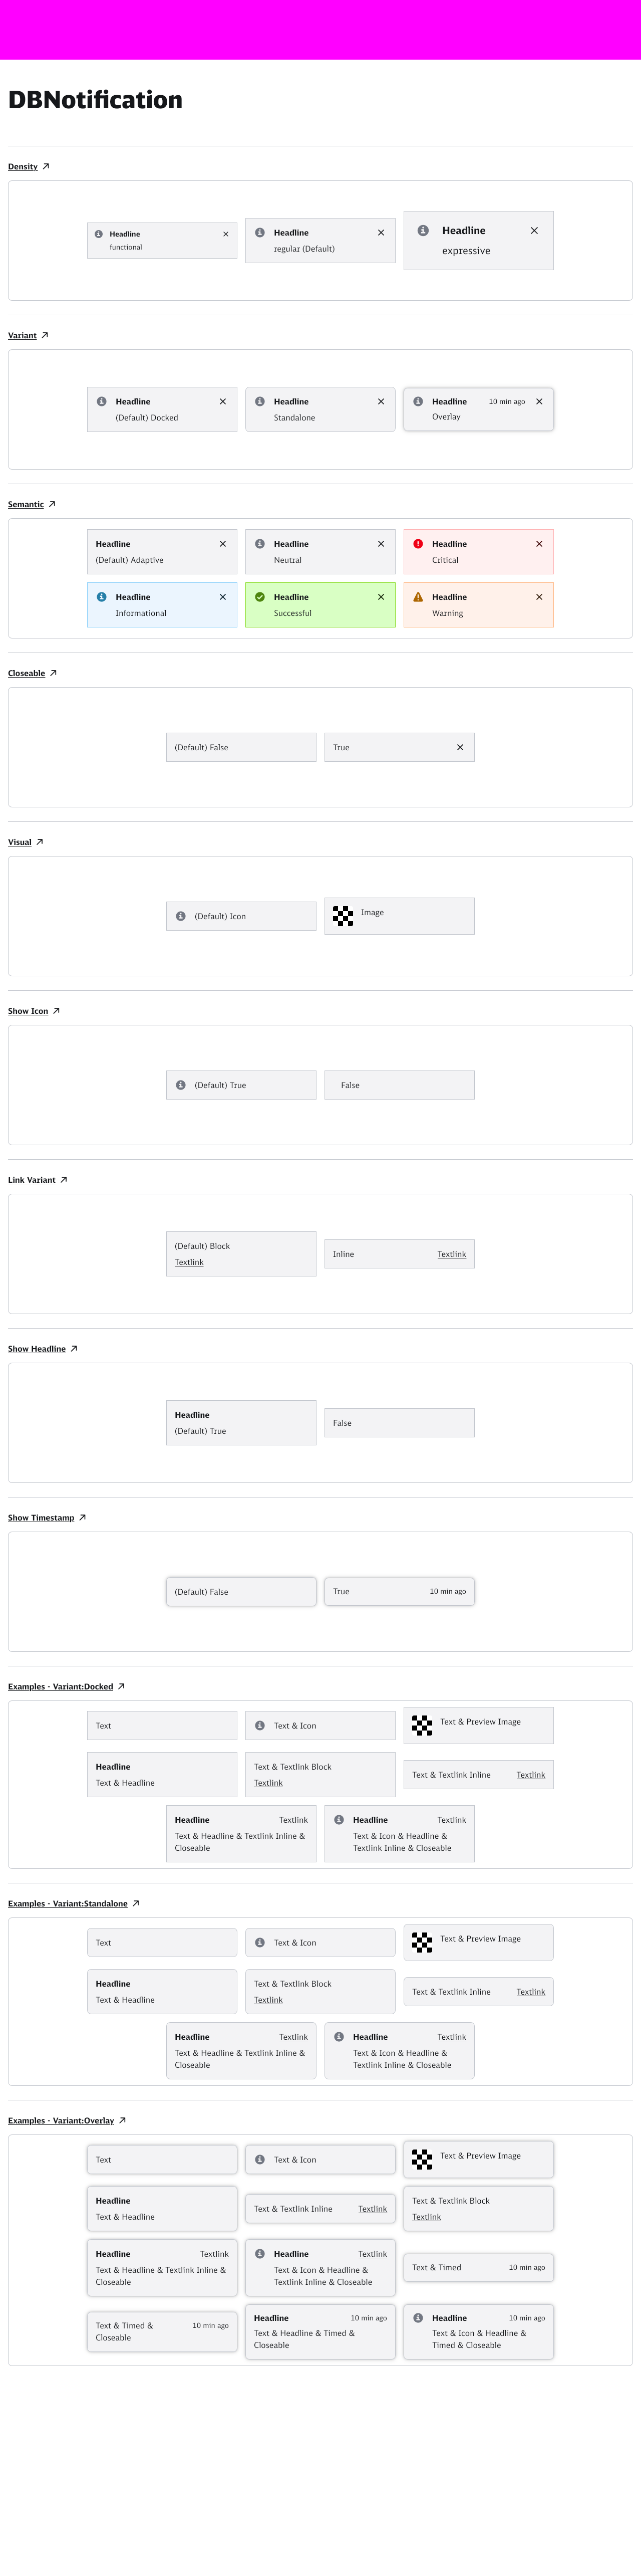 DBNotification
Density
Headline
functional
Headline
regular (Default)
Headline
expressive
Variant
Headline
(Default) Docked
Headline
Standalone
Headline 10 min ago
Overlay
Semantic
Headline
(Default) Adaptive
Headline
Neutral
Headline
Critical
Headline
Informational
Headline
Successful
Headline
Warning
Closeable
(Default) False
True
Visual
(Default) Icon
Image
Show Icon
(Default) True
False
Link Variant
(Default) Block
Textlink
Inline Textlink
Show Headline
Headline
(Default) True
False
Show Timestamp
(Default) False
True 10 min ago
Examples - Variant:Docked
Text
Text & Icon
Text & Preview Image
Headline
Text & Headline
Text & Textlink Block
Textlink
Text & Textlink Inline Textlink
Headline Textlink
Text & Headline & Textlink Inline &
Closeable
Headline Textlink
Text & Icon & Headline &
Textlink Inline & Closeable
Examples - Variant:Standalone
Text
Text & Icon
Text & Preview Image
Headline
Text & Headline
Text & Textlink Block
Textlink
Text & Textlink Inline Textlink
Headline Textlink
Text & Headline & Textlink Inline &
Closeable
Headline Textlink
Text & Icon & Headline &
Textlink Inline & Closeable
Examples - Variant:Overlay
Text
Text & Icon
Text & Preview Image
Headline
Text & Headline
Text & Textlink Inline Textlink
Text & Textlink Block
Textlink
Headline Textlink
Text & Headline & Textlink Inline &
Closeable
Headline Textlink
Text & Icon & Headline &
Textlink Inline & Closeable
Text & Timed 10 min ago
Text & Timed & 10 min ago
Closeable
Headline 10 min ago
Text & Headline & Timed &
Closeable
Headline 10 min ago
Text & Icon & Headline &
Timed & Closeable